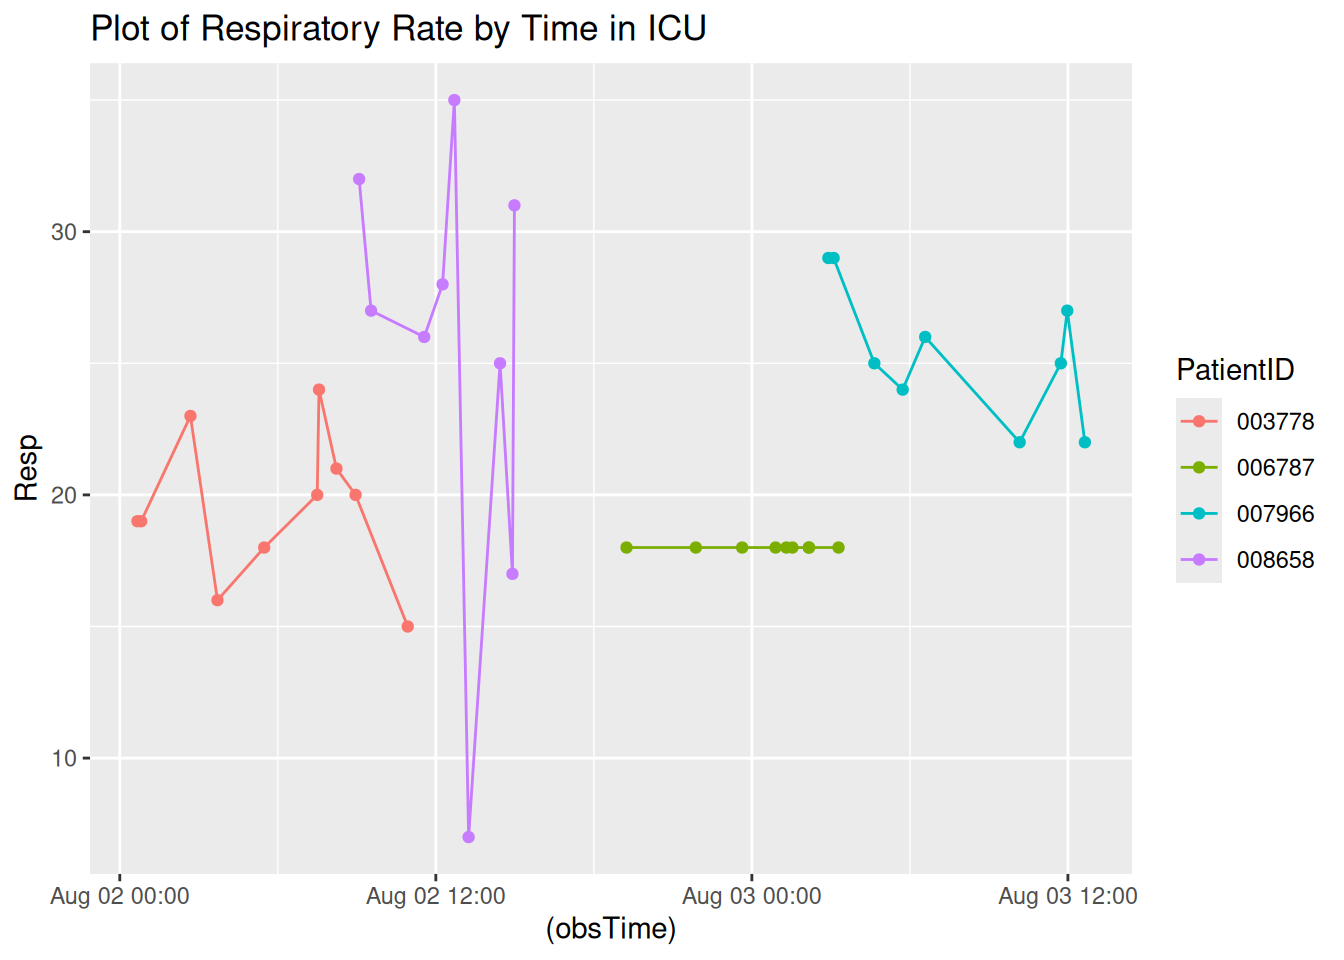 Plot of Respiratory Rate by Time in ICU
Resp
30
20
10
Aug 02 00:00
Aug 02 12:00
Aug 03 00:00
Aug 03 12:00
(obsTime)
PatientID
003778
006787
007966
008658